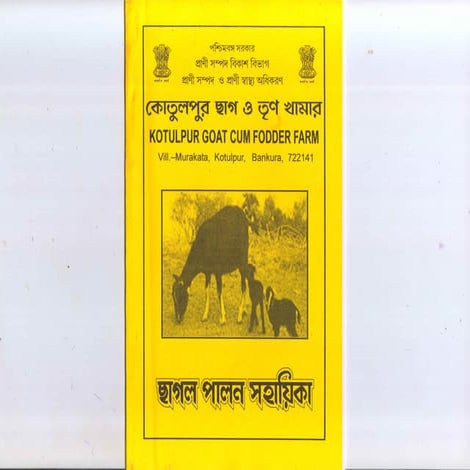 পশ্চিমবঙ্গ সরকার
প্রাণী সম্পদ বিকাশ বিভাগ
প্রাণী সম্পদ ও প্রাণী স্বাস্থ্য অধিকরণ
কোতুলপুর ছাগ ও তৃণ খামার
KOTULPUR GOAT CUM FODDER FARM
Vill.–Murakata, Kotulpur, Bankura, 722141
ছাগল পালন সহায়িকা